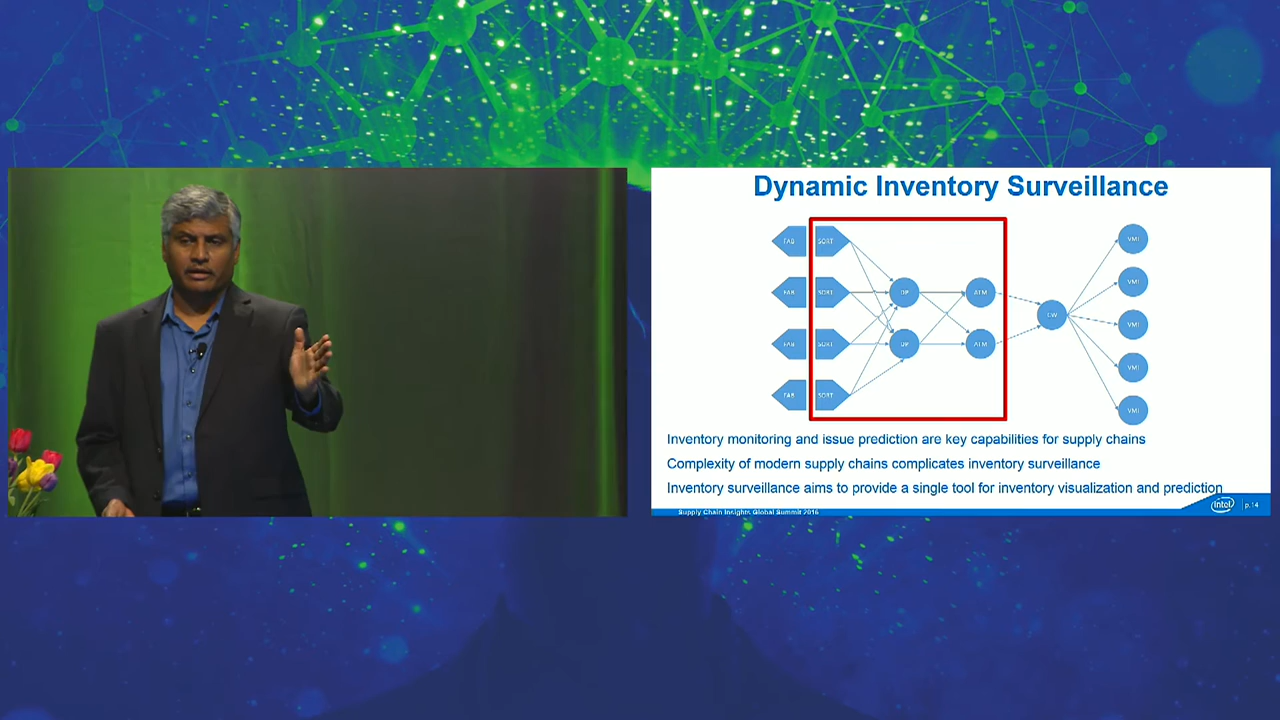 Dynamic Inventory Surveillance
FAB SORT
VMI
VMI
FAB SORT
DP
ATM
CW
VMI
FAB SORT
DP
ATM
VMI
FAB SORT
VMI
Inventory monitoring and issue prediction are key capabilities for supply chains
Complexity of modern supply chains complicates inventory surveillance
Inventory surveillance aims to provide a single tool for inventory visualization and prediction
Supply Chain Insights Global Summit 2016
intel
p.14